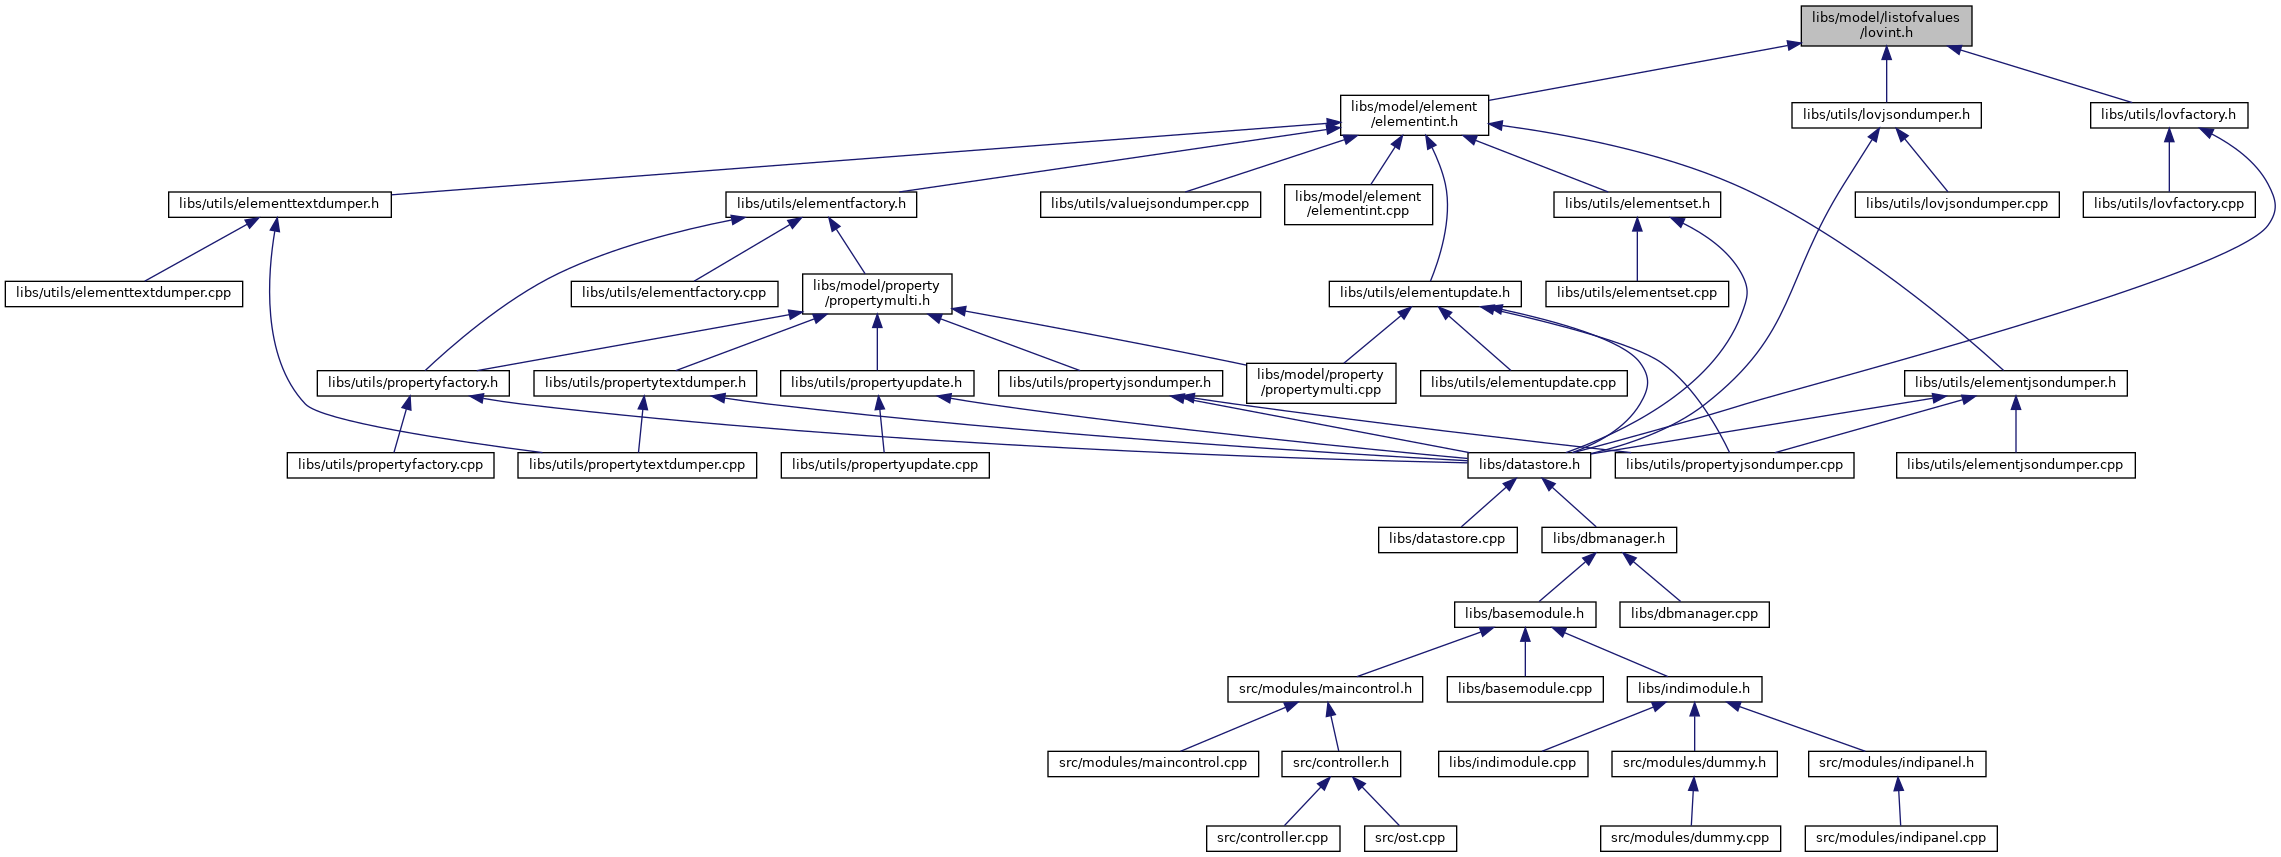 libs/model/listofvalues
/lovint.h
libs/model/element
/elementint.h
libs/utils/lovjsondumper.h
libs/utils/lovfactory.h
libs/utils/elementtextdumper.h
libs/utils/elementfactory.h
libs/utils/valuejsondumper.cpp
libs/model/element
/elementint.cpp
libs/utils/elementset.h
libs/utils/lovjsondumper.cpp
libs/utils/lovfactory.cpp
libs/utils/elementtextdumper.cpp
libs/utils/elementfactory.cpp
libs/model/property
/propertymulti.h
libs/utils/elementupdate.h
libs/utils/elementset.cpp
libs/utils/propertyfactory.h
libs/utils/propertytextdumper.h
libs/utils/propertyupdate.h
libs/utils/propertyjsondumper.h
libs/model/property
/propertymulti.cpp
libs/utils/elementupdate.cpp
libs/utils/elementjsondumper.h
libs/utils/propertyfactory.cpp
libs/utils/propertytextdumper.cpp
libs/utils/propertyupdate.cpp
libs/datastore.h
libs/utils/propertyjsondumper.cpp
libs/utils/elementjsondumper.cpp
libs/datastore.cpp
libs/dbmanager.h
libs/basemodule.h
libs/dbmanager.cpp
src/modules/maincontrol.h
libs/basemodule.cpp
libs/indimodule.h
src/modules/maincontrol.cpp
src/controller.h
libs/indimodule.cpp
src/modules/dummy.h
src/modules/indipanel.h
src/controller.cpp
src/ost.cpp
src/modules/dummy.cpp
src/modules/indipanel.cpp